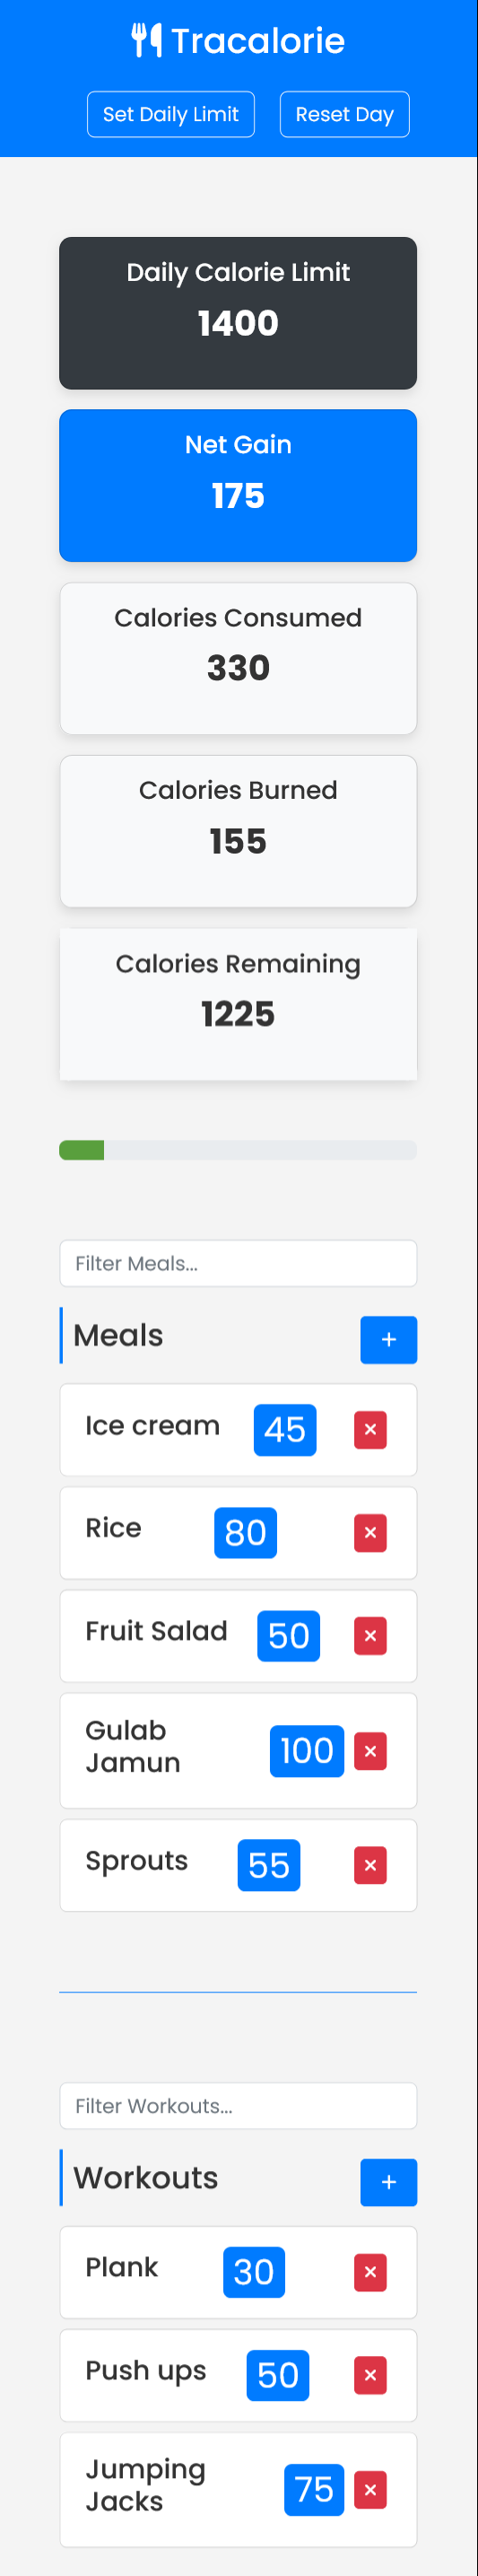 Tracalorie
Set Daily Limit Reset Day
Daily Calorie Limit
1400
Net Gain
175
Calories Consumed
330
Calories Burned
155
Calories Remaining
1225
Filter Meals...
Meals +
Ice cream 45 ×
Rice 80 ×
Fruit Salad 50 ×
Gulab
Jamun 100 ×
Sprouts 55 ×
Filter Workouts...
Workouts +
Plank 30 ×
Push ups 50 ×
Jumping
Jacks 75 ×